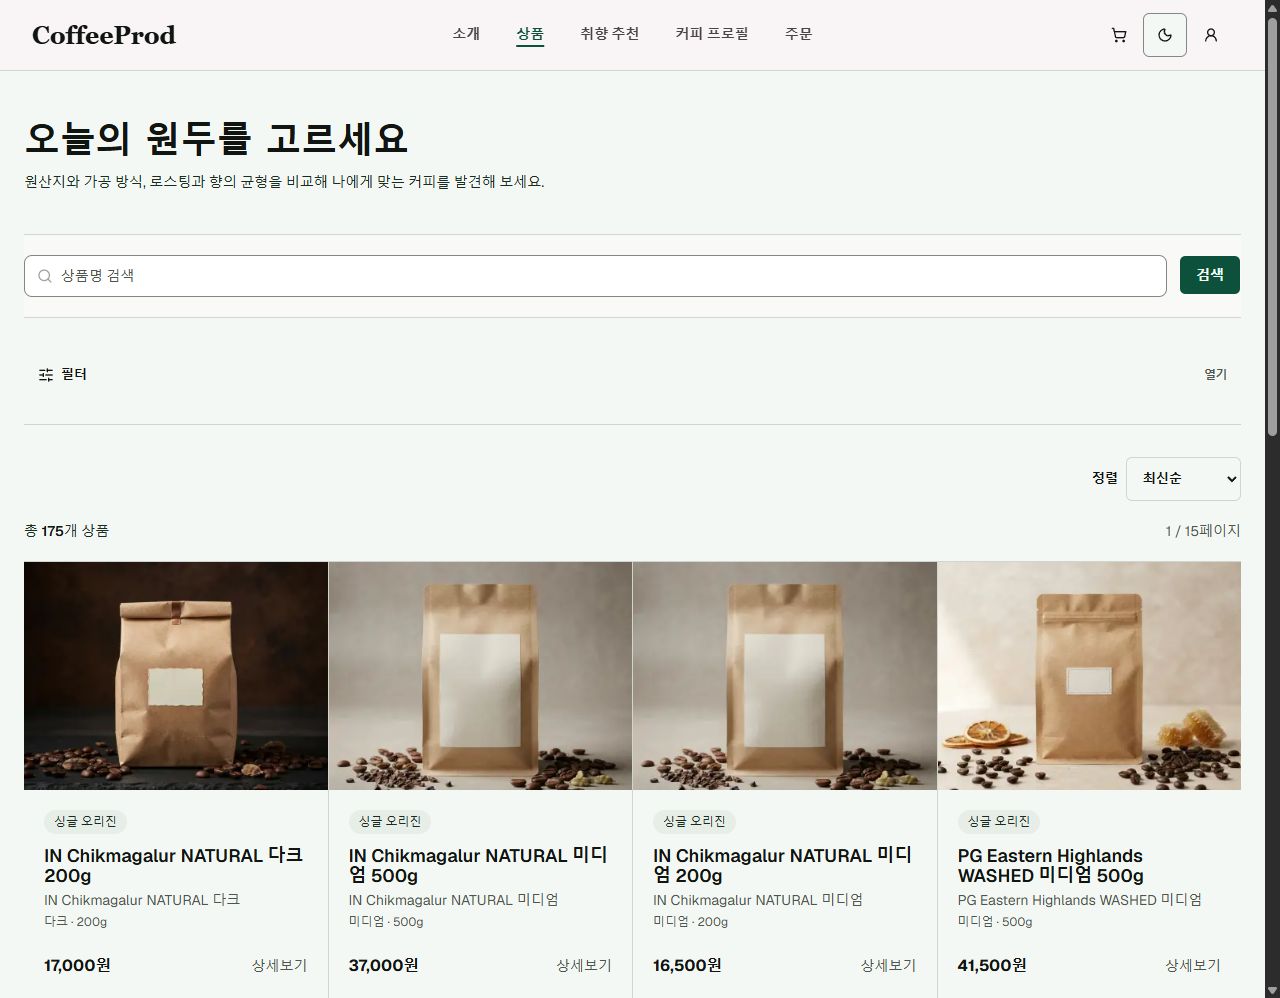 CoffeeProd
소개
상품
취향 추천
커피 프로필
주문
오늘의 원두를 고르세요
원산지와 가공 방식, 로스팅과 향의 균형을 비교해 나에게 맞는 커피를 발견해 보세요.
상품명 검색
검색
필터
열기
정렬
최신순
총 175개 상품
1 / 15페이지
싱글 오리진
IN Chikmagalur NATURAL 다크
200g
IN Chikmagalur NATURAL 다크
다크 · 200g
17,000원
상세보기
싱글 오리진
IN Chikmagalur NATURAL 미디
엄 500g
IN Chikmagalur NATURAL 미디엄
미디엄 · 500g
37,000원
상세보기
싱글 오리진
IN Chikmagalur NATURAL 미디
엄 200g
IN Chikmagalur NATURAL 미디엄
미디엄 · 200g
16,500원
상세보기
싱글 오리진
PG Eastern Highlands
WASHED 미디엄 500g
PG Eastern Highlands WASHED 미디엄
미디엄 · 500g
41,500원
상세보기